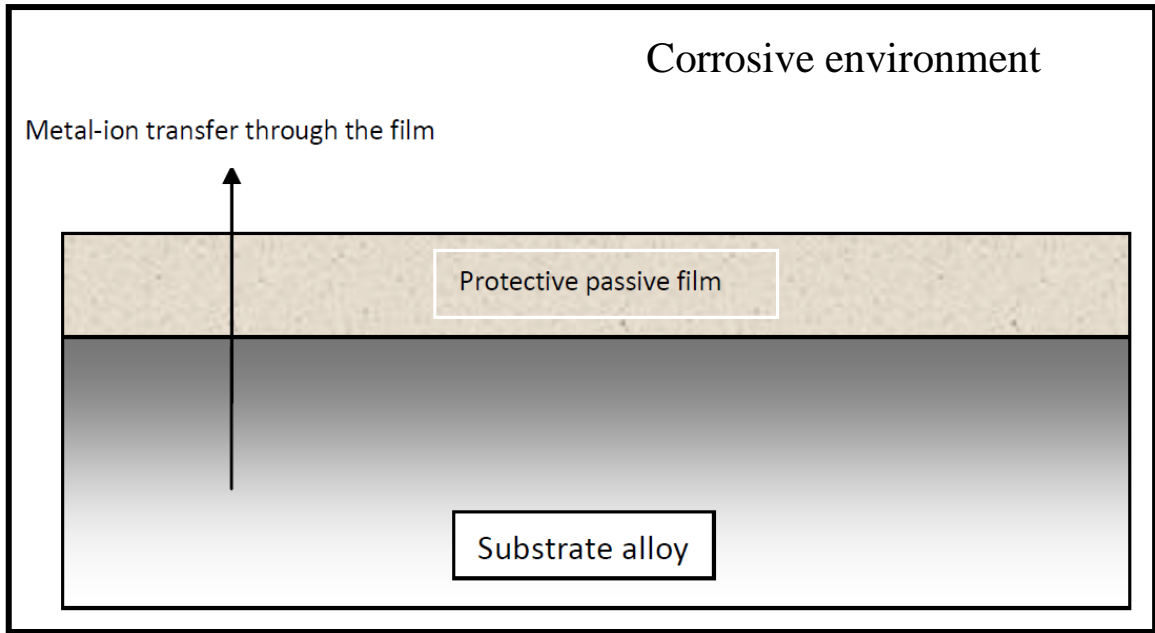 Corrosive environment
Metal-ion transfer through the film
Protective passive film
Substrate alloy